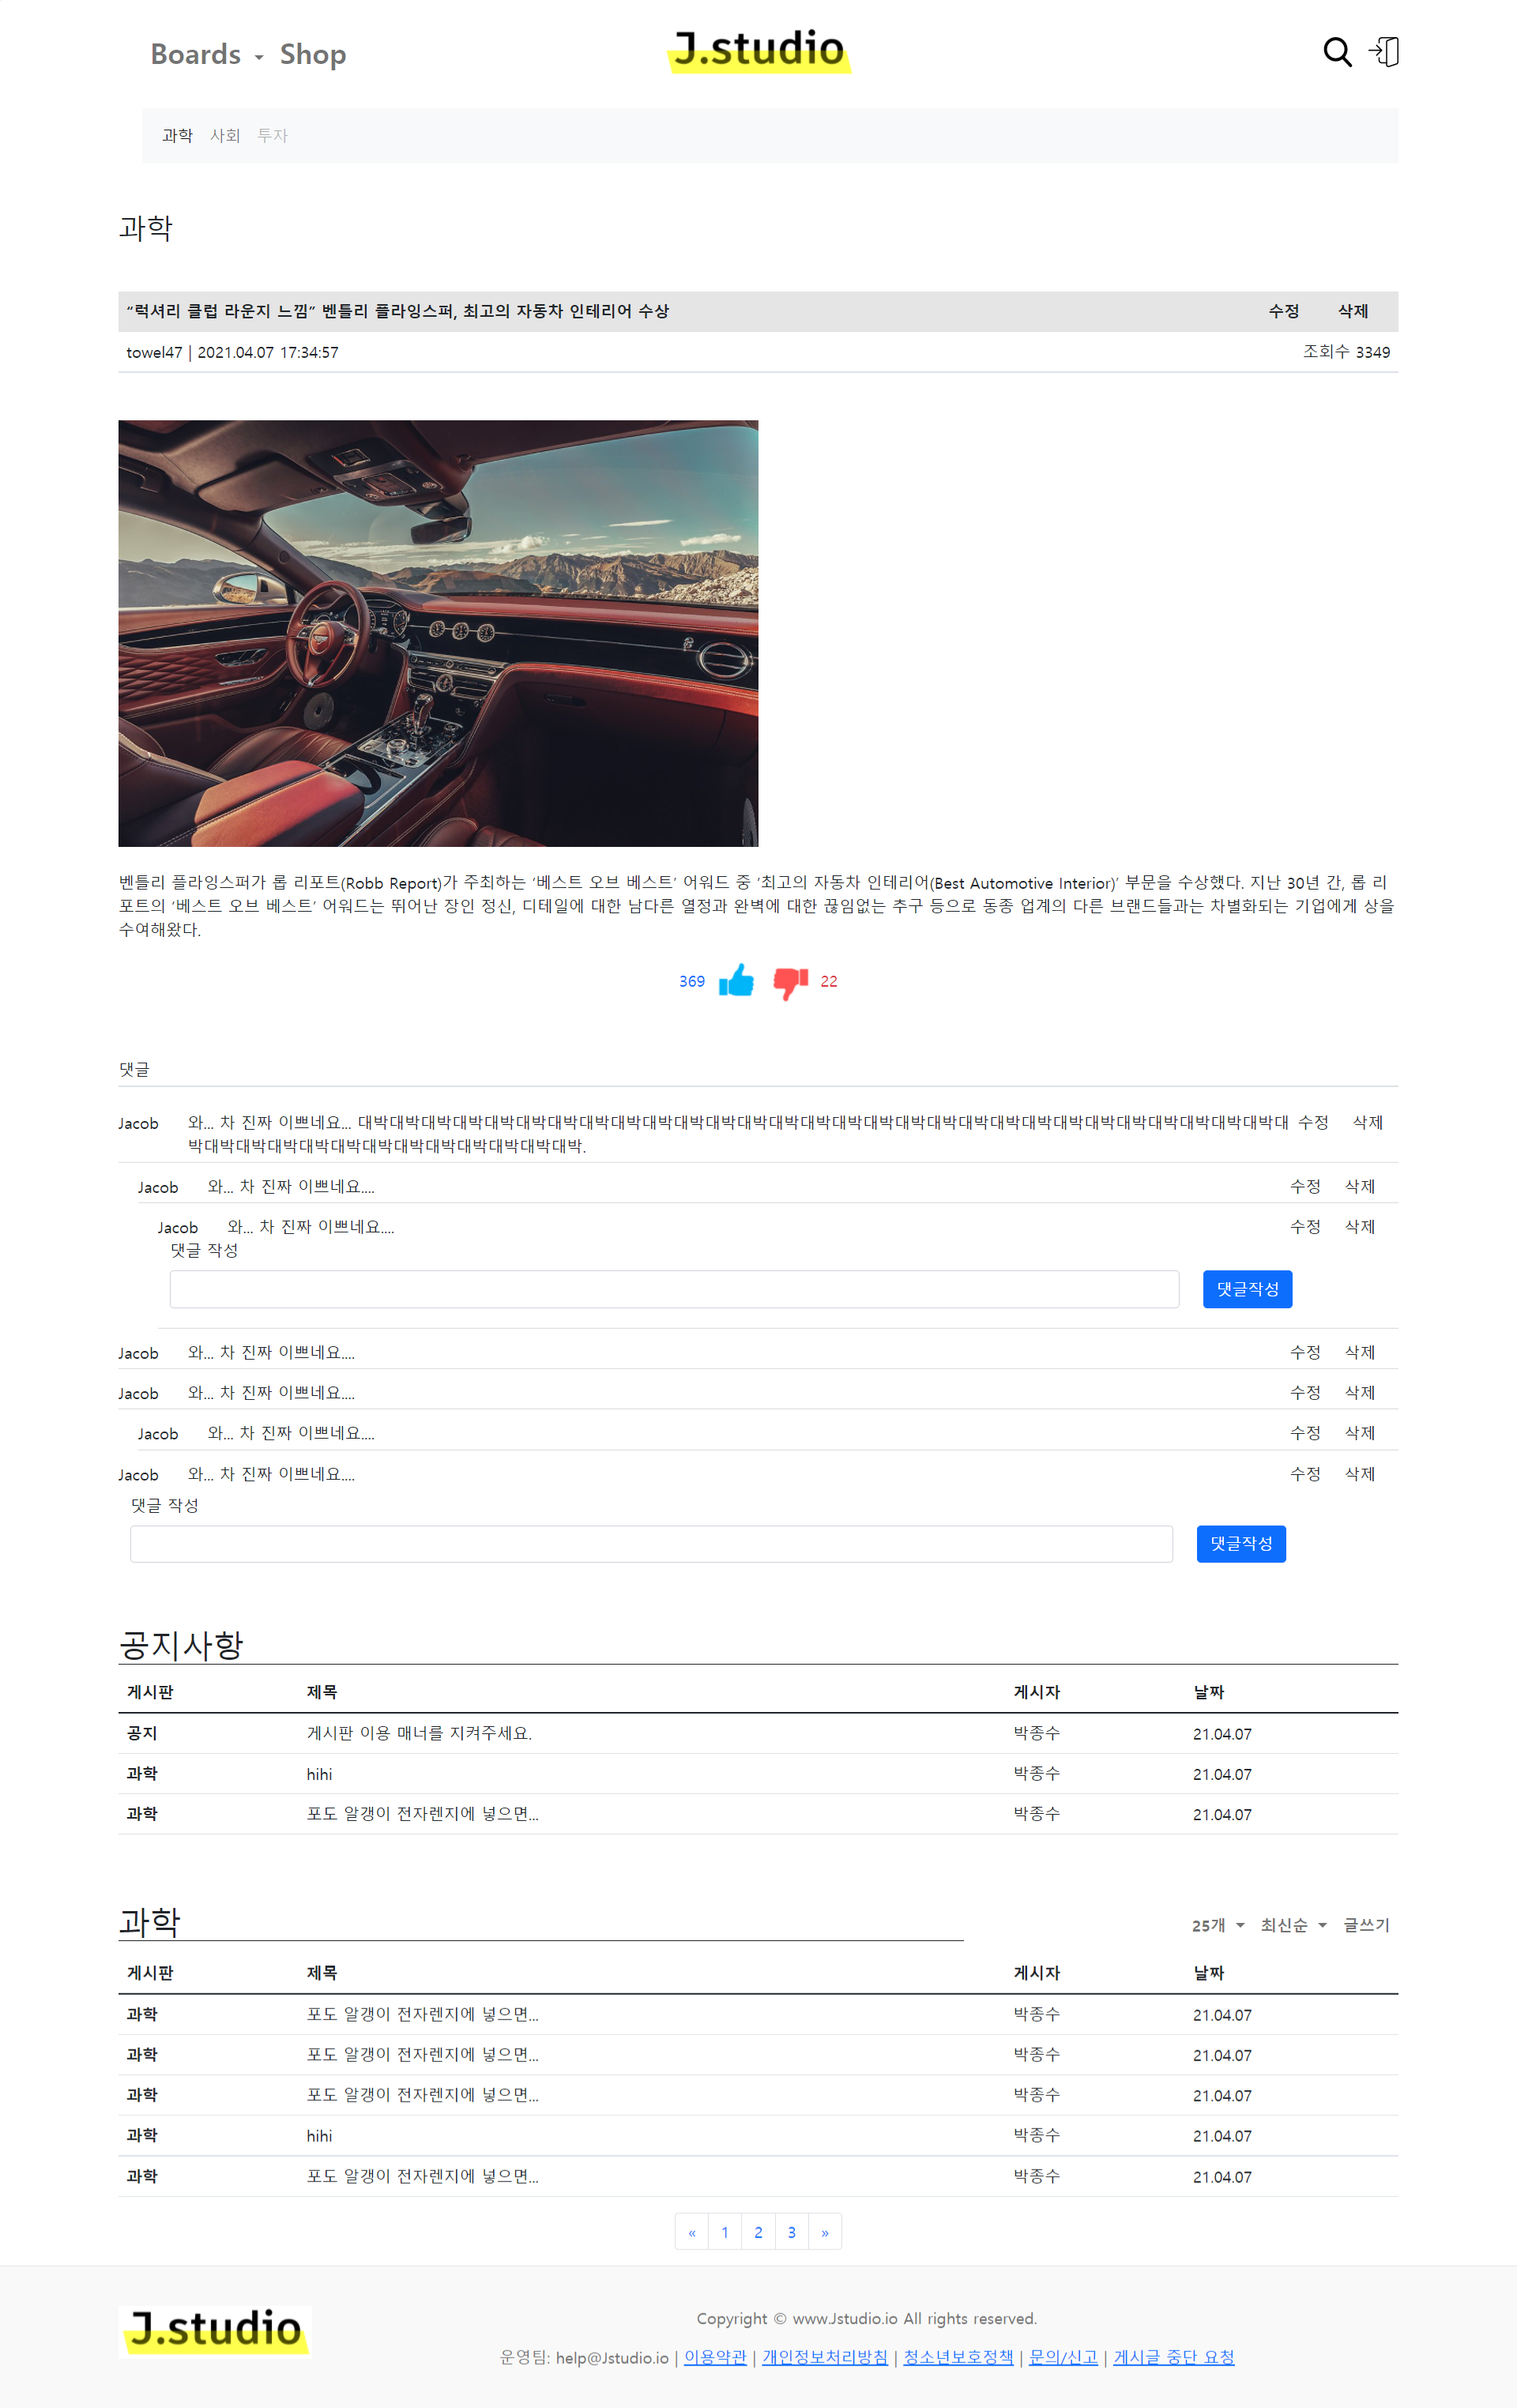 Boards Shop
J.studio
과학 사회 투자
과학
“럭셔리 클럽 라운지 느낌” 벤틀리 플라잉스퍼, 최고의 자동차 인테리어 수상 수정 삭제
towel47 | 2021.04.07 17:34:57 조회수 3349
벤틀리 플라잉스퍼가 롭 리포트(Robb Report)가 주최하는 ‘베스트 오브 베스트’ 어워드 중 ‘최고의 자동차 인테리어(Best Automotive Interior)’ 부문을 수상했다. 지난 30년 간, 롭 리
포트의 ‘베스트 오브 베스트’ 어워드는 뛰어난 장인 정신, 디테일에 대한 남다른 열정과 완벽에 대한 끊임없는 추구 등으로 동종 업계의 다른 브랜드들과는 차별화되는 기업에게 상을
수여해왔다.
369 22
댓글
Jacob 와... 차 진짜 이쁘네요... 대박대박대박대박대박대박대박대박대박대박대박대박대박대박대박대박대박대박대박대박대박대박대박대박대박대박대박대박대박대 수정 삭제
박대박대박대박대박대박대박대박대박대박대박대박대박.
Jacob 와... 차 진짜 이쁘네요.... 수정 삭제
Jacob 와... 차 진짜 이쁘네요.... 수정 삭제
댓글 작성
댓글작성
Jacob 와... 차 진짜 이쁘네요.... 수정 삭제
Jacob 와... 차 진짜 이쁘네요.... 수정 삭제
Jacob 와... 차 진짜 이쁘네요.... 수정 삭제
Jacob 와... 차 진짜 이쁘네요.... 수정 삭제
댓글 작성
댓글작성
공지사항
게시판 제목 게시자 날짜
공지 게시판 이용 매너를 지켜주세요. 박종수 21.04.07
과학 hihi 박종수 21.04.07
과학 포도 알갱이 전자렌지에 넣으면... 박종수 21.04.07
과학 25개 최신순 글쓰기
게시판 제목 게시자 날짜
과학 포도 알갱이 전자렌지에 넣으면... 박종수 21.04.07
과학 포도 알갱이 전자렌지에 넣으면... 박종수 21.04.07
과학 포도 알갱이 전자렌지에 넣으면... 박종수 21.04.07
과학 hihi 박종수 21.04.07
과학 포도 알갱이 전자렌지에 넣으면... 박종수 21.04.07
« 1 2 3 »
J.studio
Copyright © www.Jstudio.io All rights reserved.
운영팀: help@Jstudio.io | 이용약관 | 개인정보처리방침 | 청소년보호정책 | 문의/신고 | 게시글 중단 요청